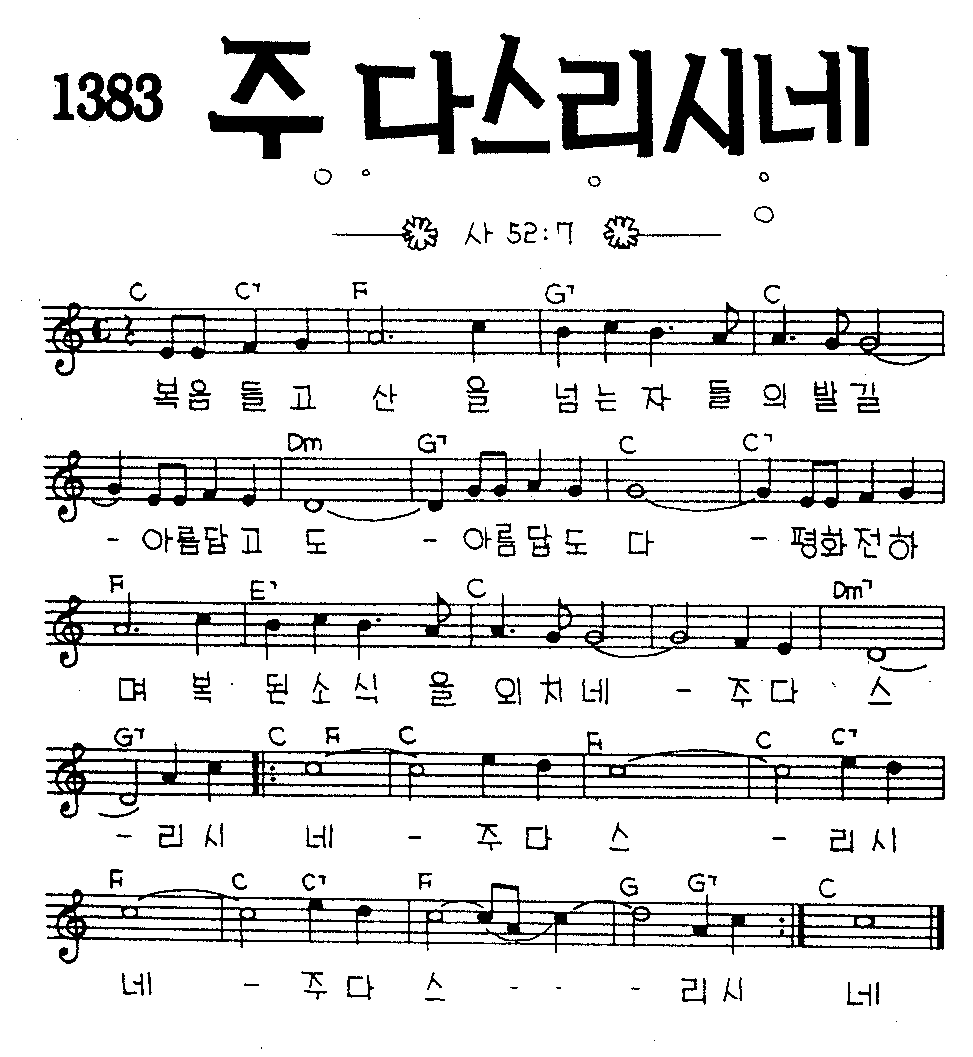 1383 주 다스리시네
사 52:7
C C7 F G7 C
복음 들 고 산 을 넘 는 자 들 의 발 길
Dm G7 C C7
- 아름답고 도 - 아름답도 다 - 평화전하
F E7 C Dm7
며 복 된 소 식 을 외 치 네 - 주 다 스
G7 C F C F C C7
- 리 시 네 - 주 다 스 - 리 시
F C C7 F G G7 C
네 - 주 다 스 - - - 리 시 네